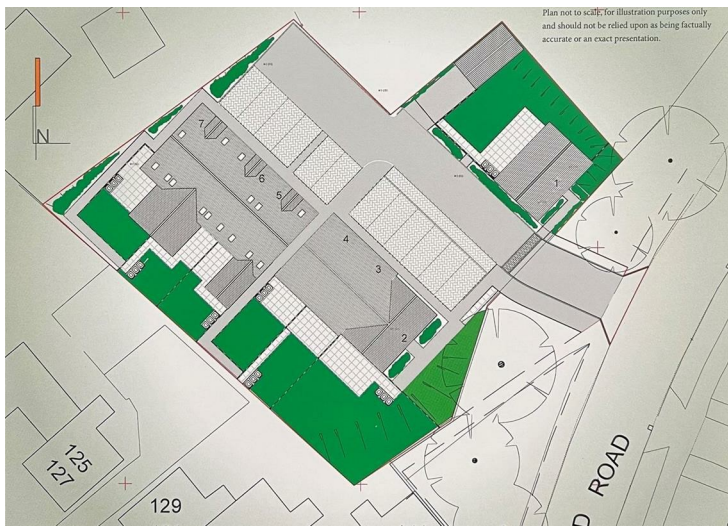 Plan not to scale, for illustration purposes only
and should not be relied upon as being factually
accurate or an exact presentation.
N
7
6
5
4
3
2
1
125
127
129
D ROAD